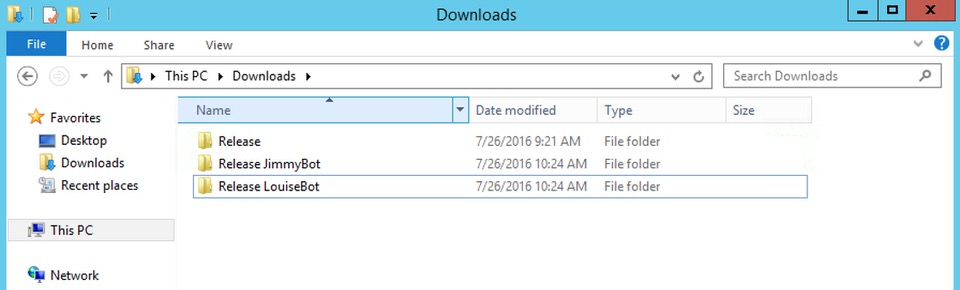 Downloads
File Home Share View
This PC Downloads Search Downloads
Favorites
Desktop
Downloads
Recent places
This PC
Network
Name Date modified Type Size
Release 7/26/2016 9:21 AM File folder
Release JimmyBot 7/26/2016 10:24 AM File folder
Release LouiseBot 7/26/2016 10:24 AM File folder